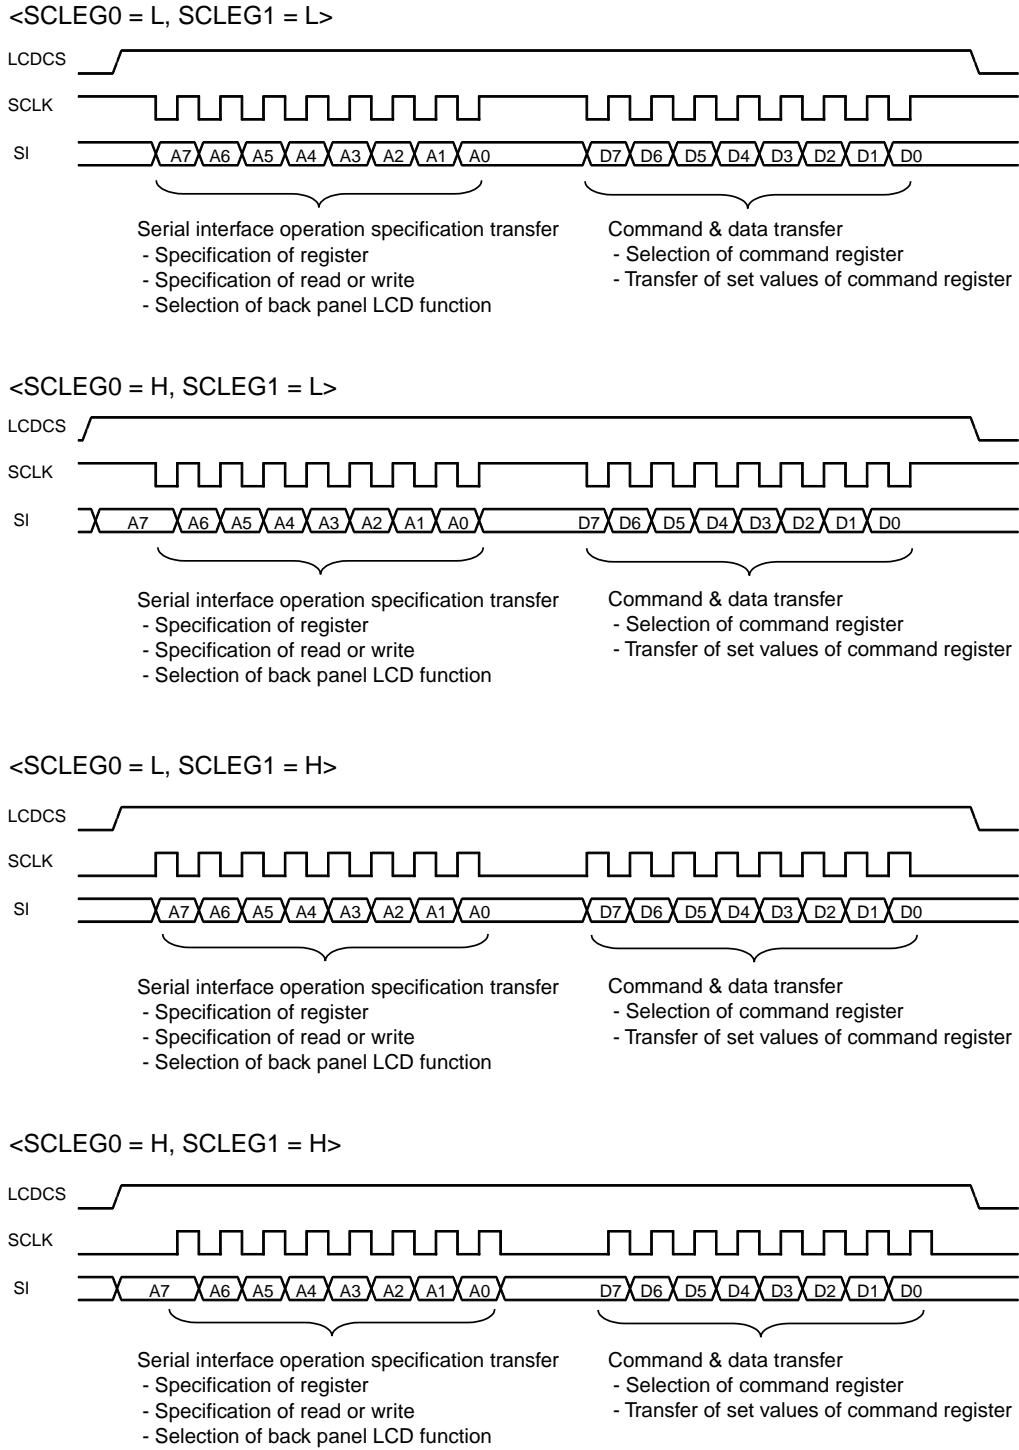 <SCLEG0 = L, SCLEG1 = L>
LCDCS
SCLK
SI
A7 A6 A5 A4 A3 A2 A1 A0 D7 D6 D5 D4 D3 D2 D1 D0
Serial interface operation specification transfer
- Specification of register
- Specification of read or write
- Selection of back panel LCD function
Command & data transfer
- Selection of command register
- Transfer of set values of command register
<SCLEG0 = H, SCLEG1 = L>
LCDCS
SCLK
SI
A7 A6 A5 A4 A3 A2 A1 A0 D7 D6 D5 D4 D3 D2 D1 D0
Serial interface operation specification transfer
- Specification of register
- Specification of read or write
- Selection of back panel LCD function
Command & data transfer
- Selection of command register
- Transfer of set values of command register
<SCLEG0 = L, SCLEG1 = H>
LCDCS
SCLK
SI
A7 A6 A5 A4 A3 A2 A1 A0 D7 D6 D5 D4 D3 D2 D1 D0
Serial interface operation specification transfer
- Specification of register
- Specification of read or write
- Selection of back panel LCD function
Command & data transfer
- Selection of command register
- Transfer of set values of command register
<SCLEG0 = H, SCLEG1 = H>
LCDCS
SCLK
SI
A7 A6 A5 A4 A3 A2 A1 A0 D7 D6 D5 D4 D3 D2 D1 D0
Serial interface operation specification transfer
- Specification of register
- Specification of read or write
- Selection of back panel LCD function
Command & data transfer
- Selection of command register
- Transfer of set values of command register